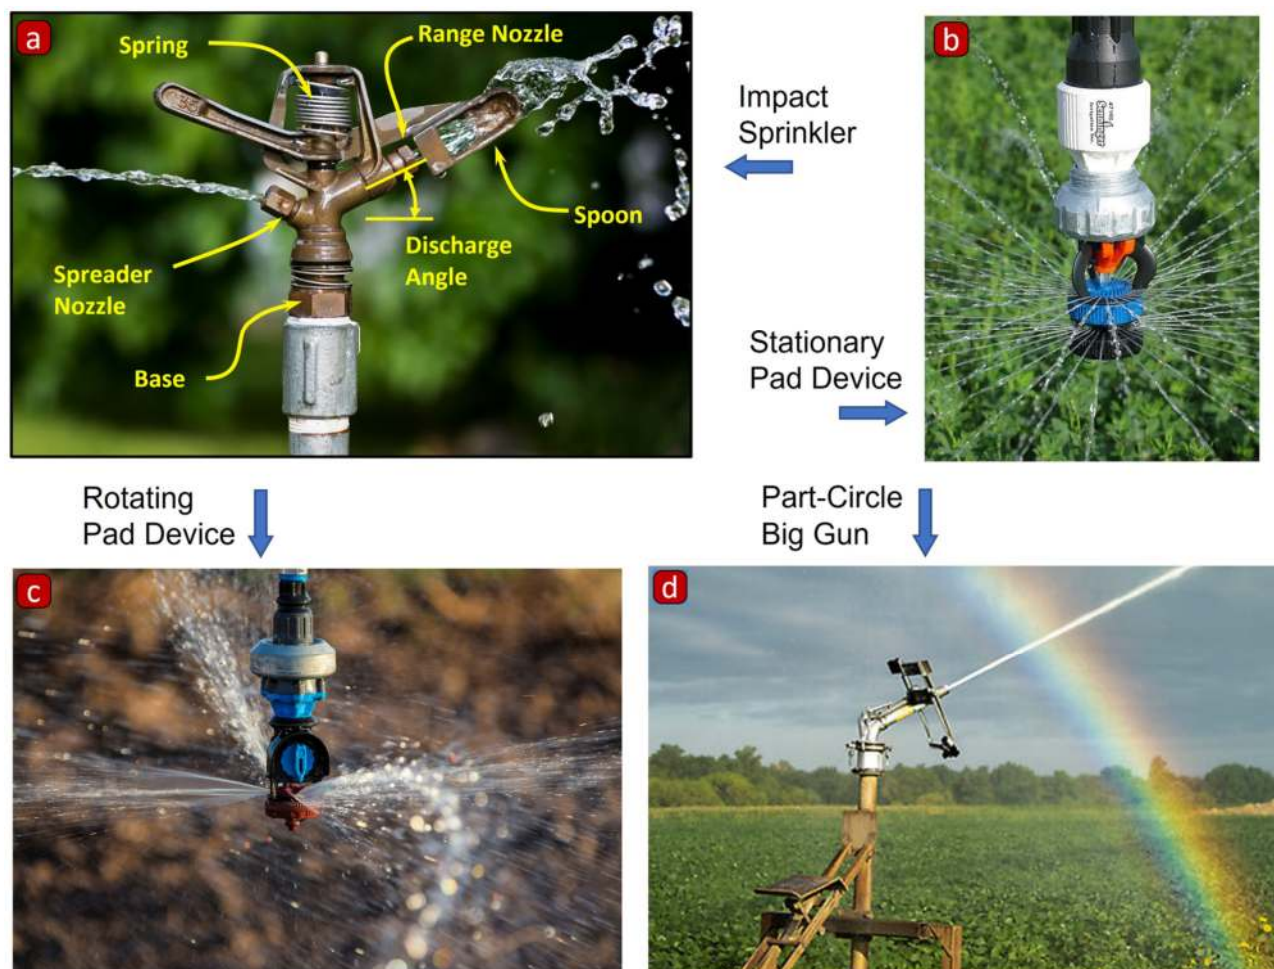 a
Spring
Range Nozzle
Spoon
Discharge
Angle
Spreader
Nozzle
Base
Impact
Sprinkler
b
Senninger
Stationary
Pad Device
Rotating
Pad Device
Part-Circle
Big Gun
c
d